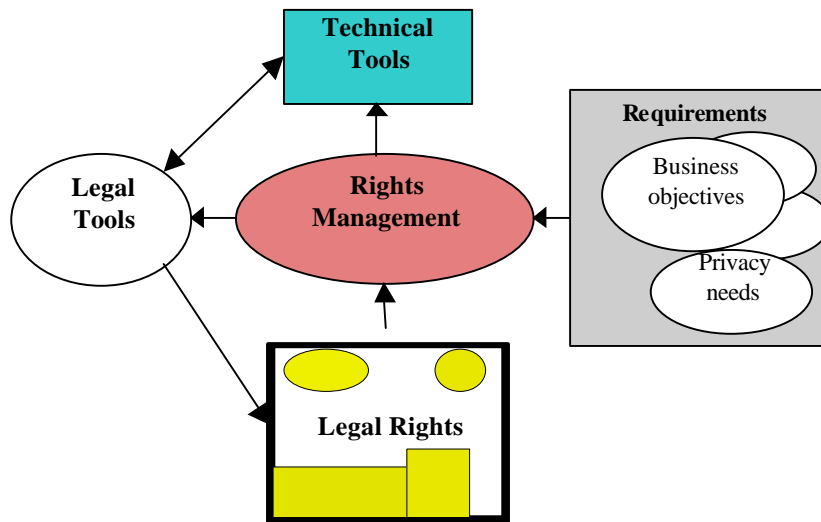 Technical
Tools
Requirements
Business
objectives
Legal
Tools
Rights
Management
Privacy
needs
Legal Rights